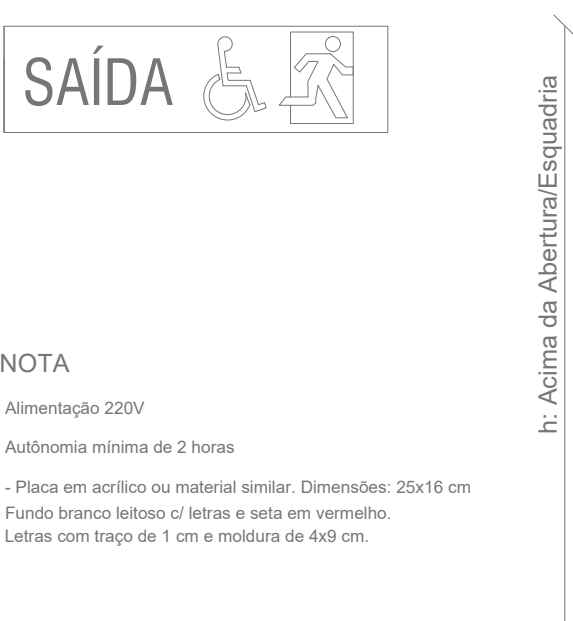 SAÍDA
h: Acima da Abertura/Esquadria
NOTA
Alimentação 220V
Autônomia mínima de 2 horas
- Placa em acrílico ou material similar. Dimensões: 25x16 cm
Fundo branco leitoso c/ letras e seta em vermelho.
Letras com traço de 1 cm e moldura de 4x9 cm.